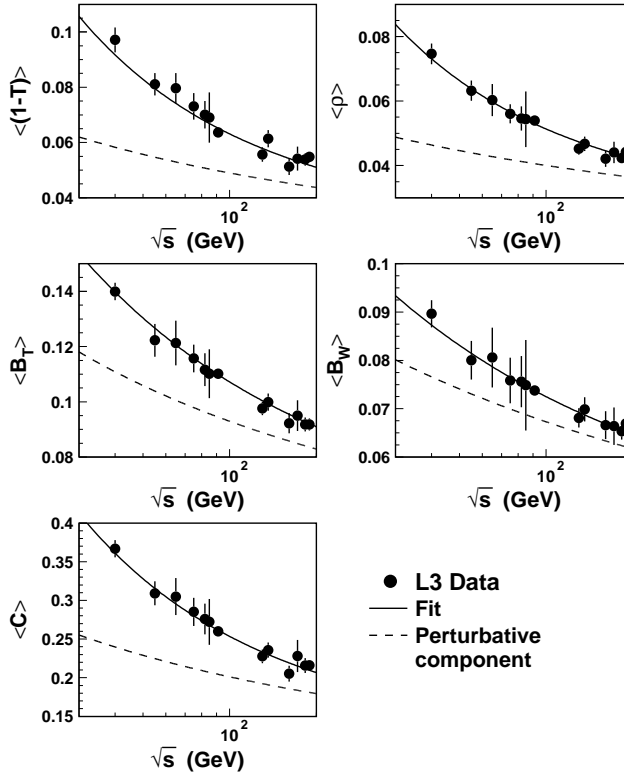 0.1
0.08
0.06
0.04
<(1-T)>
10²
√s (GeV)
0.08
0.06
0.04
<ρ>
10²
√s (GeV)
0.14
0.12
0.1
0.08
<B_T>
10²
√s (GeV)
0.1
0.09
0.08
0.07
0.06
<B_W>
10²
√s (GeV)
0.4
0.35
0.3
0.25
0.2
0.15
<C>
10²
√s (GeV)
L3 Data
Fit
Perturbative
component